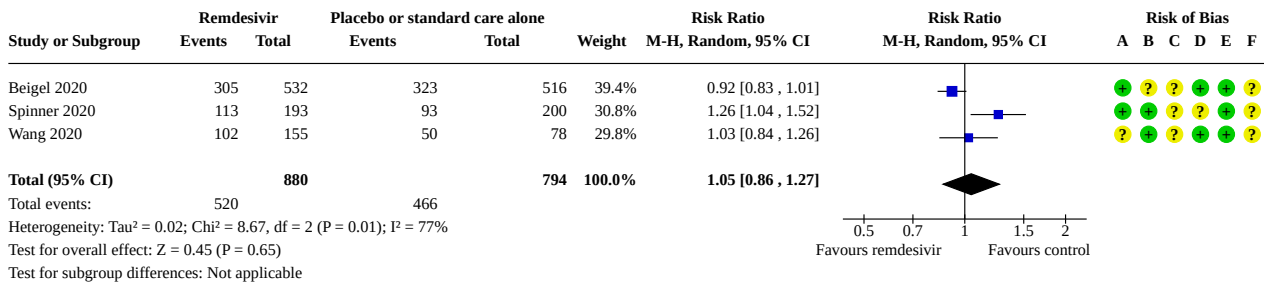 Remdesivir Placebo or standard care alone Risk Ratio Risk Ratio Risk of Bias
Study or Subgroup Events Total Events Total Weight M-H, Random, 95% CI M-H, Random, 95% CI A B C D E F
Beigel 2020 305 532 323 516 39.4% 0.92 [0.83 , 1.01] + ? ? + + ?
Spinner 2020 113 193 93 200 30.8% 1.26 [1.04 , 1.52] + + ? ? + ?
Wang 2020 102 155 50 78 29.8% 1.03 [0.84 , 1.26] ? + ? + + ?
Total (95% CI) 880 794 100.0% 1.05 [0.86 , 1.27]
Total events: 520 466
Heterogeneity: Tau² = 0.02; Chi² = 8.67, df = 2 (P = 0.01); I² = 77%
0.5 0.7 1 1.5 2
Test for overall effect: Z = 0.45 (P = 0.65) Favours remdesivir Favours control
Test for subgroup differences: Not applicable